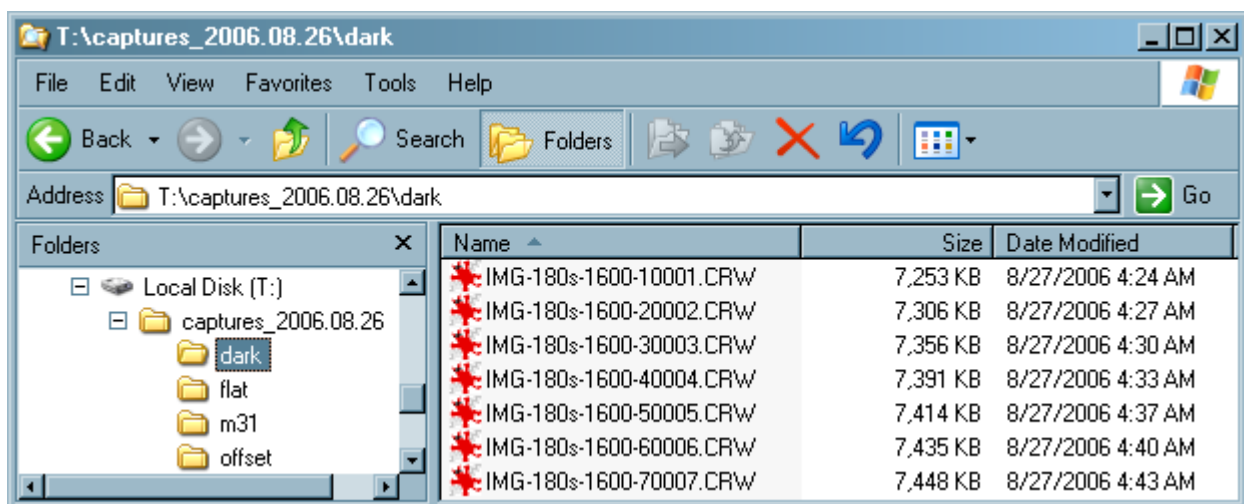 T:\captures_2006.08.26\dark
File Edit View Favorites Tools Help
Back Search Folders
Address T:\captures_2006.08.26\dark Go
Folders Name Size Date Modified
Local Disk (T:) IMG-180s-1600-10001.CRW 7,253 KB 8/27/2006 4:24 AM
captures_2006.08.26 IMG-180s-1600-20002.CRW 7,306 KB 8/27/2006 4:27 AM
dark IMG-180s-1600-30003.CRW 7,356 KB 8/27/2006 4:30 AM
flat IMG-180s-1600-40004.CRW 7,391 KB 8/27/2006 4:33 AM
m31 IMG-180s-1600-50005.CRW 7,414 KB 8/27/2006 4:37 AM
offset IMG-180s-1600-60006.CRW 7,435 KB 8/27/2006 4:40 AM
IMG-180s-1600-70007.CRW 7,448 KB 8/27/2006 4:43 AM